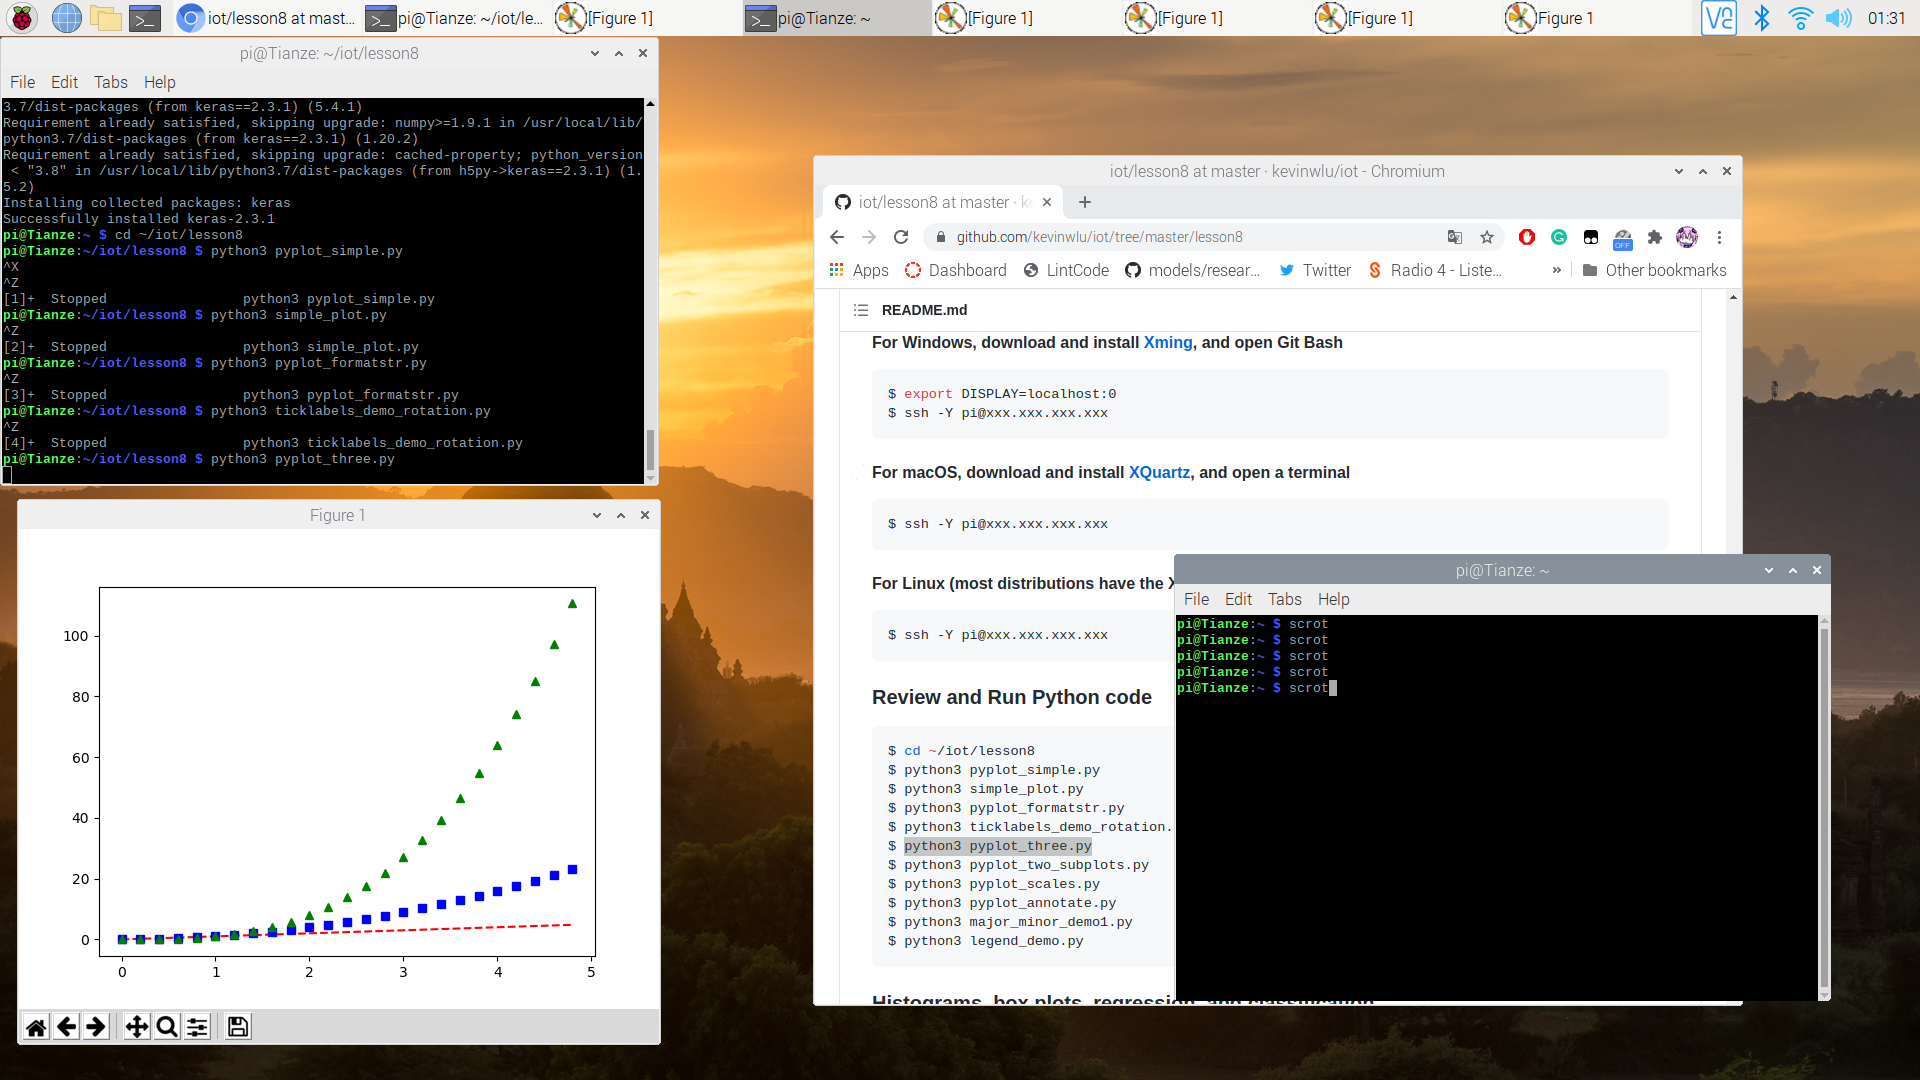 iot/lesson8 at mast...
pi@Tianze: ~/iot/le...
[Figure 1]
pi@Tianze: ~
[Figure 1]
[Figure 1]
[Figure 1]
Figure 1
01:31
pi@Tianze: ~/iot/lesson8
File Edit Tabs Help
3.7/dist-packages (from keras==2.3.1) (5.4.1)
Requirement already satisfied, skipping upgrade: numpy>=1.9.1 in /usr/local/lib/
python3.7/dist-packages (from keras==2.3.1) (1.20.2)
Requirement already satisfied, skipping upgrade: cached-property; python_version
 < "3.8" in /usr/local/lib/python3.7/dist-packages (from h5py->keras==2.3.1) (1.
5.2)
Installing collected packages: keras
Successfully installed keras-2.3.1
pi@Tianze:~ $ cd ~/iot/lesson8
pi@Tianze:~/iot/lesson8 $ python3 pyplot_simple.py
^X
^Z
[1]+  Stopped                 python3 pyplot_simple.py
pi@Tianze:~/iot/lesson8 $ python3 simple_plot.py
^Z
[2]+  Stopped                 python3 simple_plot.py
pi@Tianze:~/iot/lesson8 $ python3 pyplot_formatstr.py
^Z
[3]+  Stopped                 python3 pyplot_formatstr.py
pi@Tianze:~/iot/lesson8 $ python3 ticklabels_demo_rotation.py
^Z
[4]+  Stopped                 python3 ticklabels_demo_rotation.py
pi@Tianze:~/iot/lesson8 $ python3 pyplot_three.py
Figure 1
100
80
60
40
20
0
0 1 2 3 4 5
iot/lesson8 at master · kevinwlu/iot - Chromium
iot/lesson8 at master · ke
github.com/kevinwlu/iot/tree/master/lesson8
OFF
Apps Dashboard LintCode models/resear... Twitter Radio 4 - Liste... » Other bookmarks
README.md
For Windows, download and install Xming, and open Git Bash
$ export DISPLAY=localhost:0
$ ssh -Y pi@xxx.xxx.xxx.xxx
For macOS, download and install XQuartz, and open a terminal
$ ssh -Y pi@xxx.xxx.xxx.xxx
For Linux (most distributions have the X
$ ssh -Y pi@xxx.xxx.xxx.xxx
Review and Run Python code
$ cd ~/iot/lesson8
$ python3 pyplot_simple.py
$ python3 simple_plot.py
$ python3 pyplot_formatstr.py
$ python3 ticklabels_demo_rotation.
$ python3 pyplot_three.py
$ python3 pyplot_two_subplots.py
$ python3 pyplot_scales.py
$ python3 pyplot_annotate.py
$ python3 major_minor_demo1.py
$ python3 legend_demo.py
Histograms, box plots, regression, and classification
pi@Tianze: ~
File Edit Tabs Help
pi@Tianze:~ $ scrot
pi@Tianze:~ $ scrot
pi@Tianze:~ $ scrot
pi@Tianze:~ $ scrot
pi@Tianze:~ $ scrot